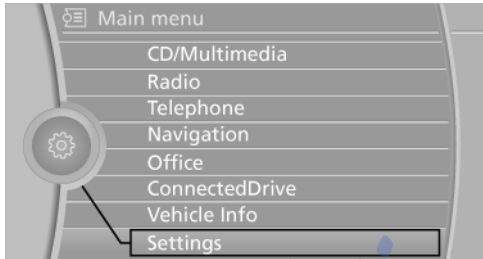 Main menu
CD/Multimedia
Radio
Telephone
Navigation
Office
ConnectedDrive
Vehicle Info
Settings